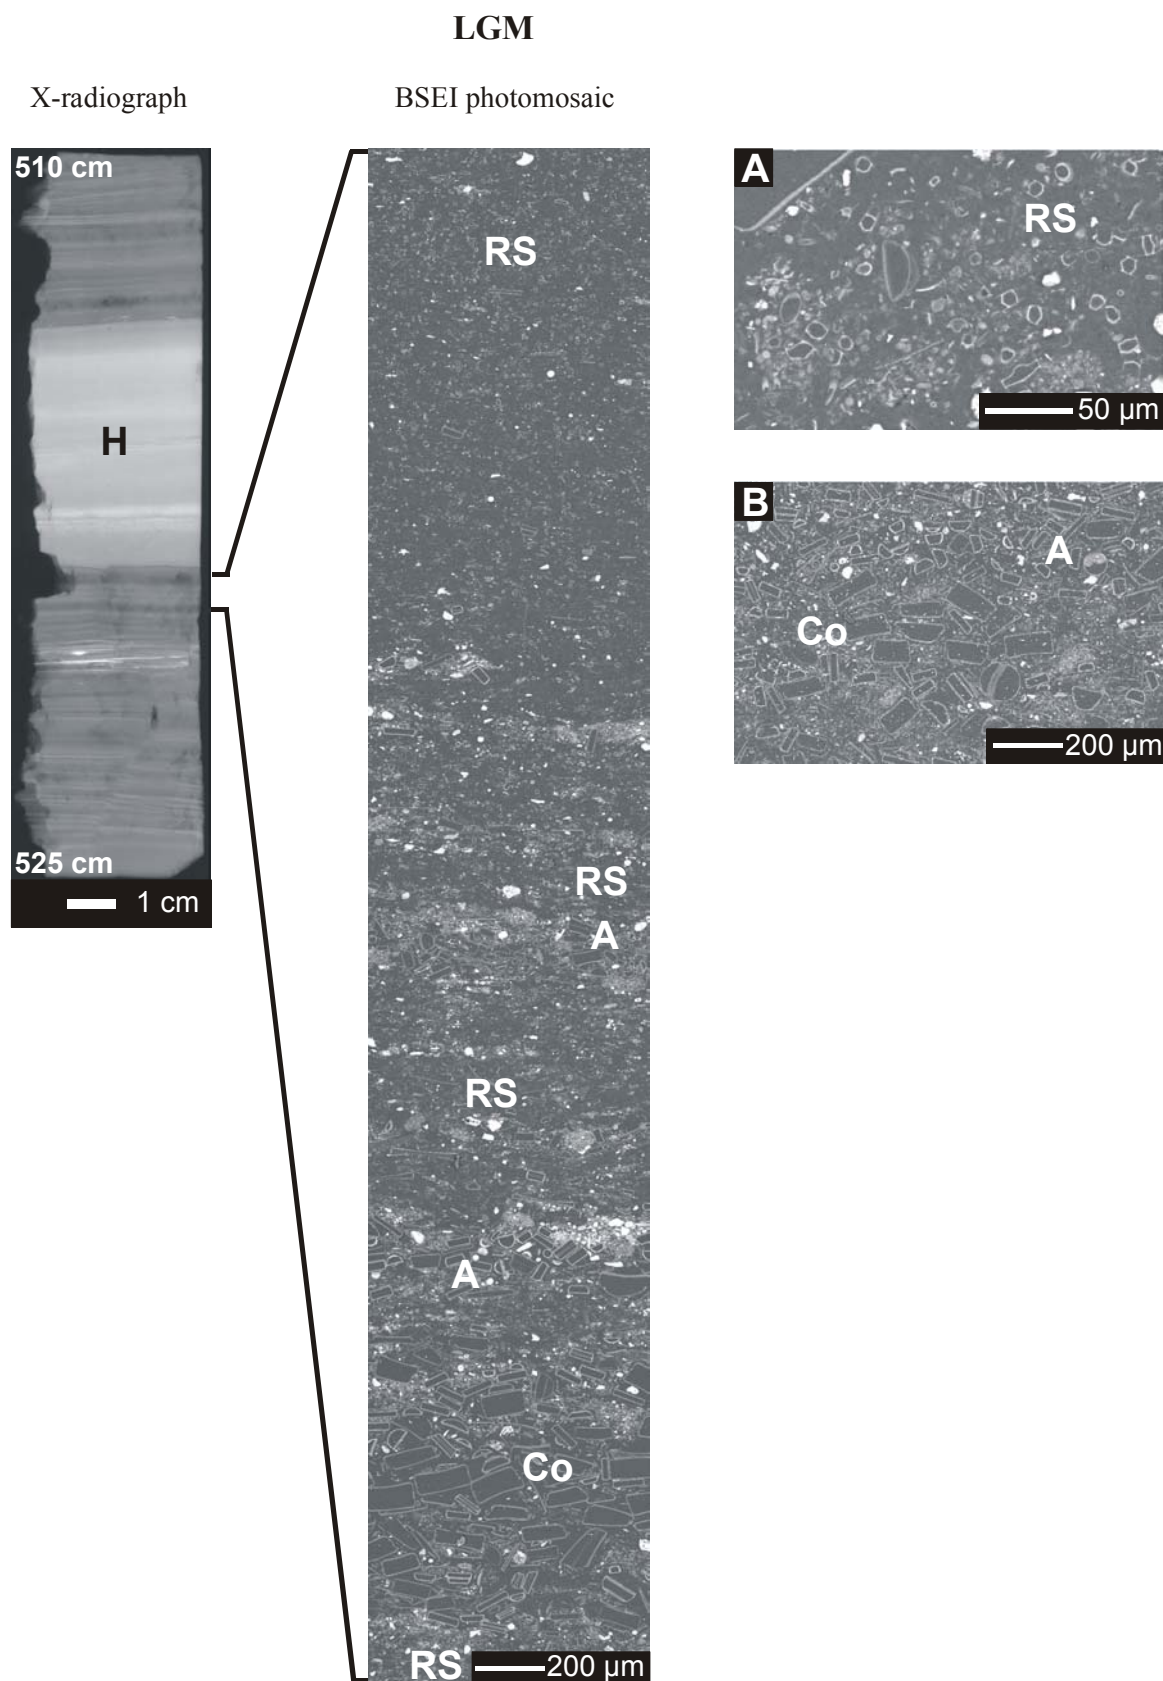 LGM
X-radiograph
BSEI photomosaic
510 cm
H
525 cm
1 cm
RS
RS
A
RS
A
Co
RS
200 µm
A
RS
50 µm
B
A
Co
200 µm